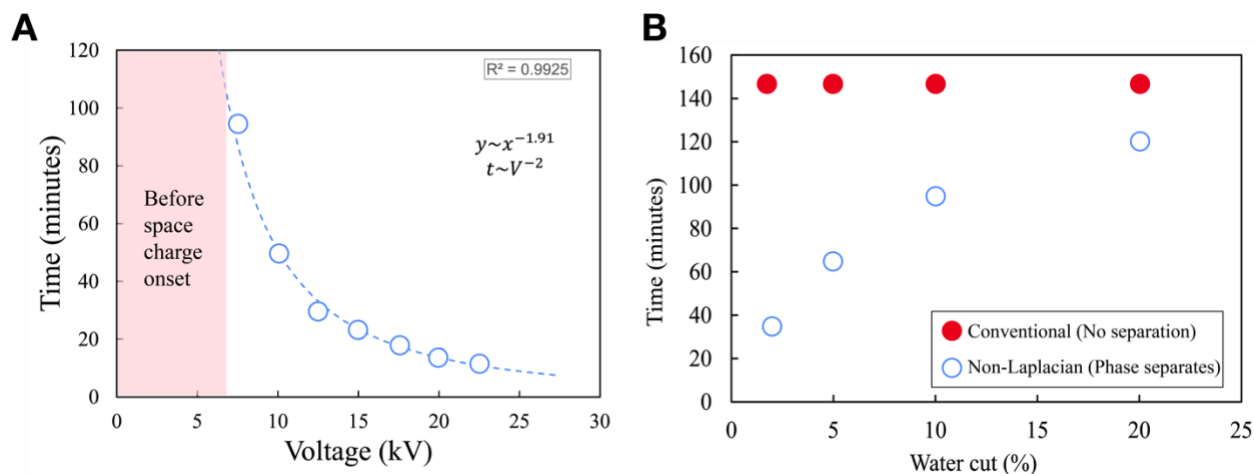 A
120
100
80
60
40
20
0
Time (minutes)
R² = 0.9925
y~x^−1.91
t~V^−2
Before
space
charge
onset
0 5 10 15 20 25 30
Voltage (kV)
B
160
140
120
100
80
60
40
20
0
Time (minutes)
Conventional (No separation)
Non-Laplacian (Phase separates)
0 5 10 15 20 25
Water cut (%)